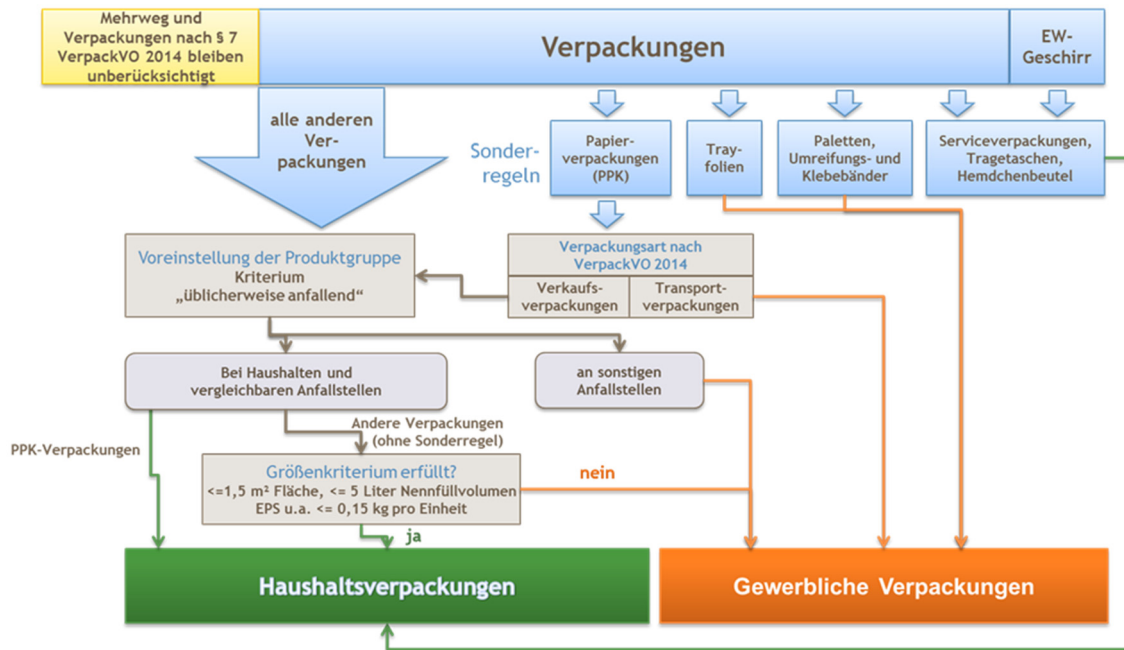 Mehrweg und
Verpackungen nach § 7
VerpackVO 2014 bleiben
unberücksichtigt
Verpackungen
EW-
Geschirr
alle anderen
Ver-
packungen
Sonder-
regeln
Papier-
verpackungen
(PPK)
Tray-
folien
Paletten,
Umreifungs- und
Klebebänder
Serviceverpackungen,
Tragetaschen,
Hemdchenbeutel
Voreinstellung der Produktgruppe
Kriterium
„üblicherweise anfallend“
Verpackungsart nach
VerpackVO 2014
Verkaufs-
verpackungen
Transport-
verpackungen
Bei Haushalten und
vergleichbaren Anfallstellen
an sonstigen
Anfallstellen
PPK-Verpackungen
Andere Verpackungen
(ohne Sonderregel)
Größenkriterium erfüllt?
<=1,5 m² Fläche, <= 5 Liter Nennfüllvolumen
EPS u.a. <= 0,15 kg pro Einheit
nein
ja
Haushaltsverpackungen
Gewerbliche Verpackungen